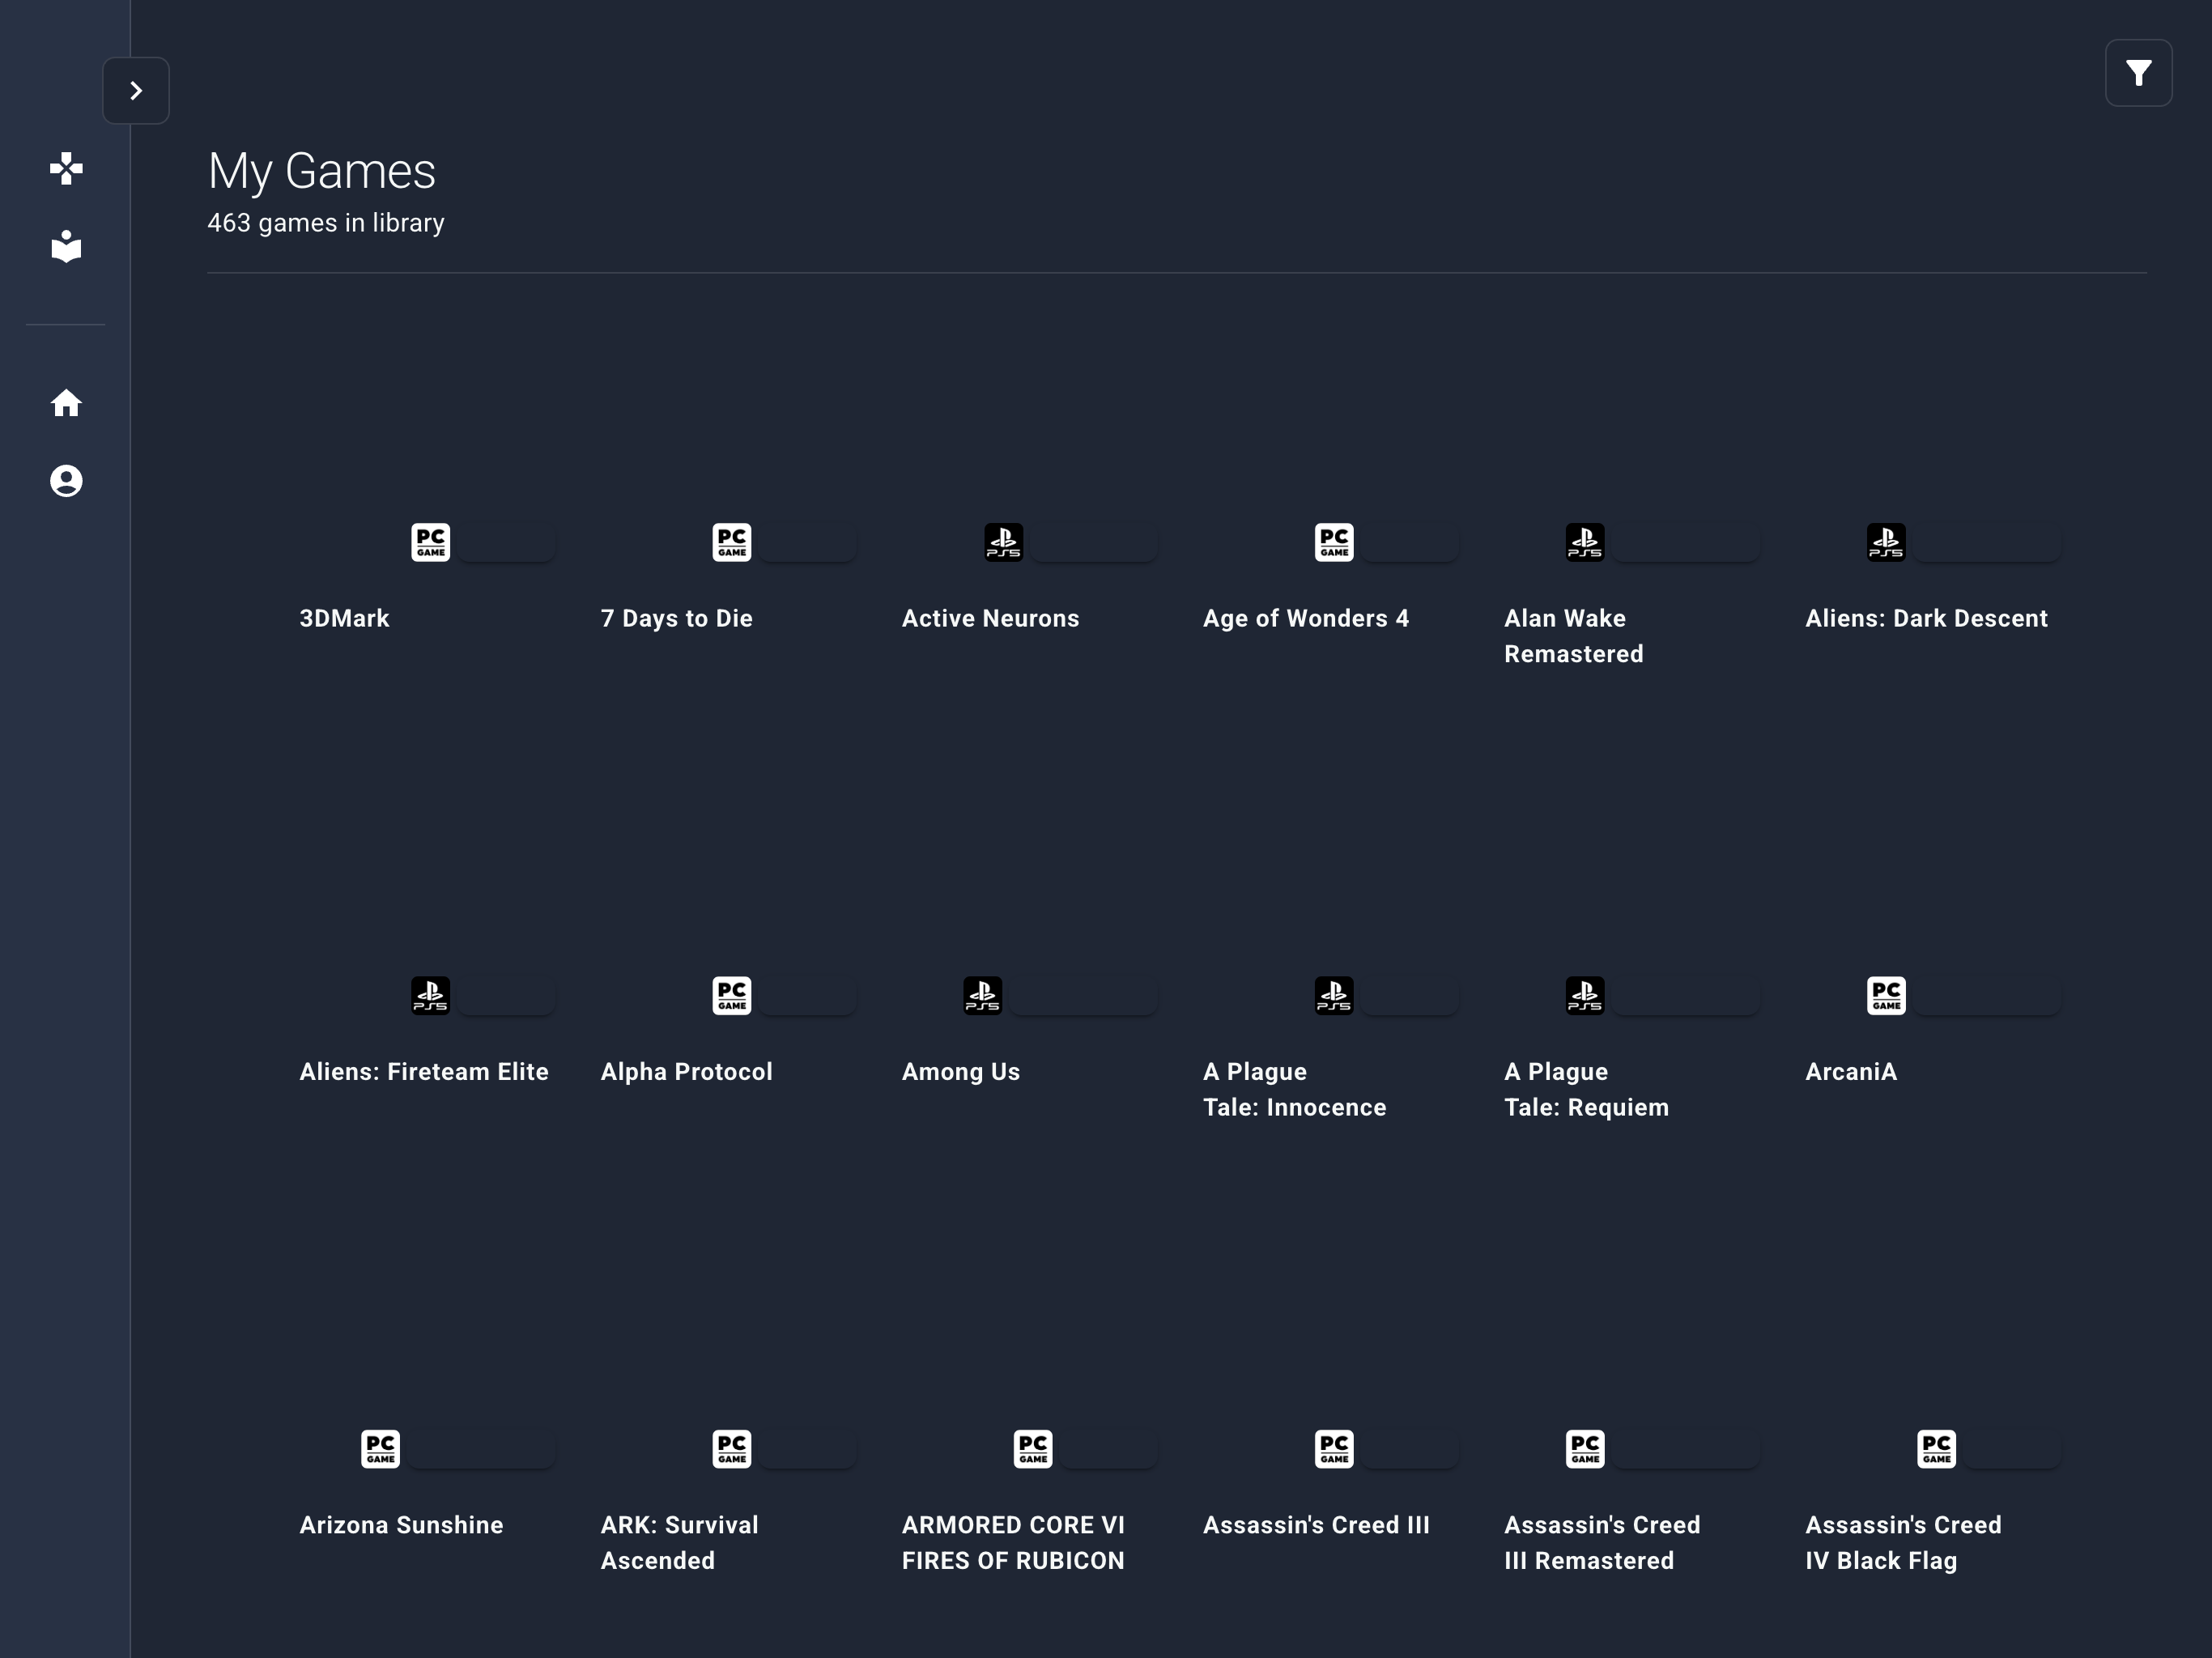 My Games
463 games in library
PC GAME
PC GAME
PS5
PC GAME
PS5
PS5
3DMark
7 Days to Die
Active Neurons
Age of Wonders 4
Alan Wake
Remastered
Aliens: Dark Descent
PS5
PC GAME
PS5
PS5
PS5
PC GAME
Aliens: Fireteam Elite
Alpha Protocol
Among Us
A Plague
Tale: Innocence
A Plague
Tale: Requiem
ArcaniA
PC GAME
PC GAME
PC GAME
PC GAME
PC GAME
PC GAME
Arizona Sunshine
ARK: Survival
Ascended
ARMORED CORE VI
FIRES OF RUBICON
Assassin's Creed III
Assassin's Creed
III Remastered
Assassin's Creed
IV Black Flag